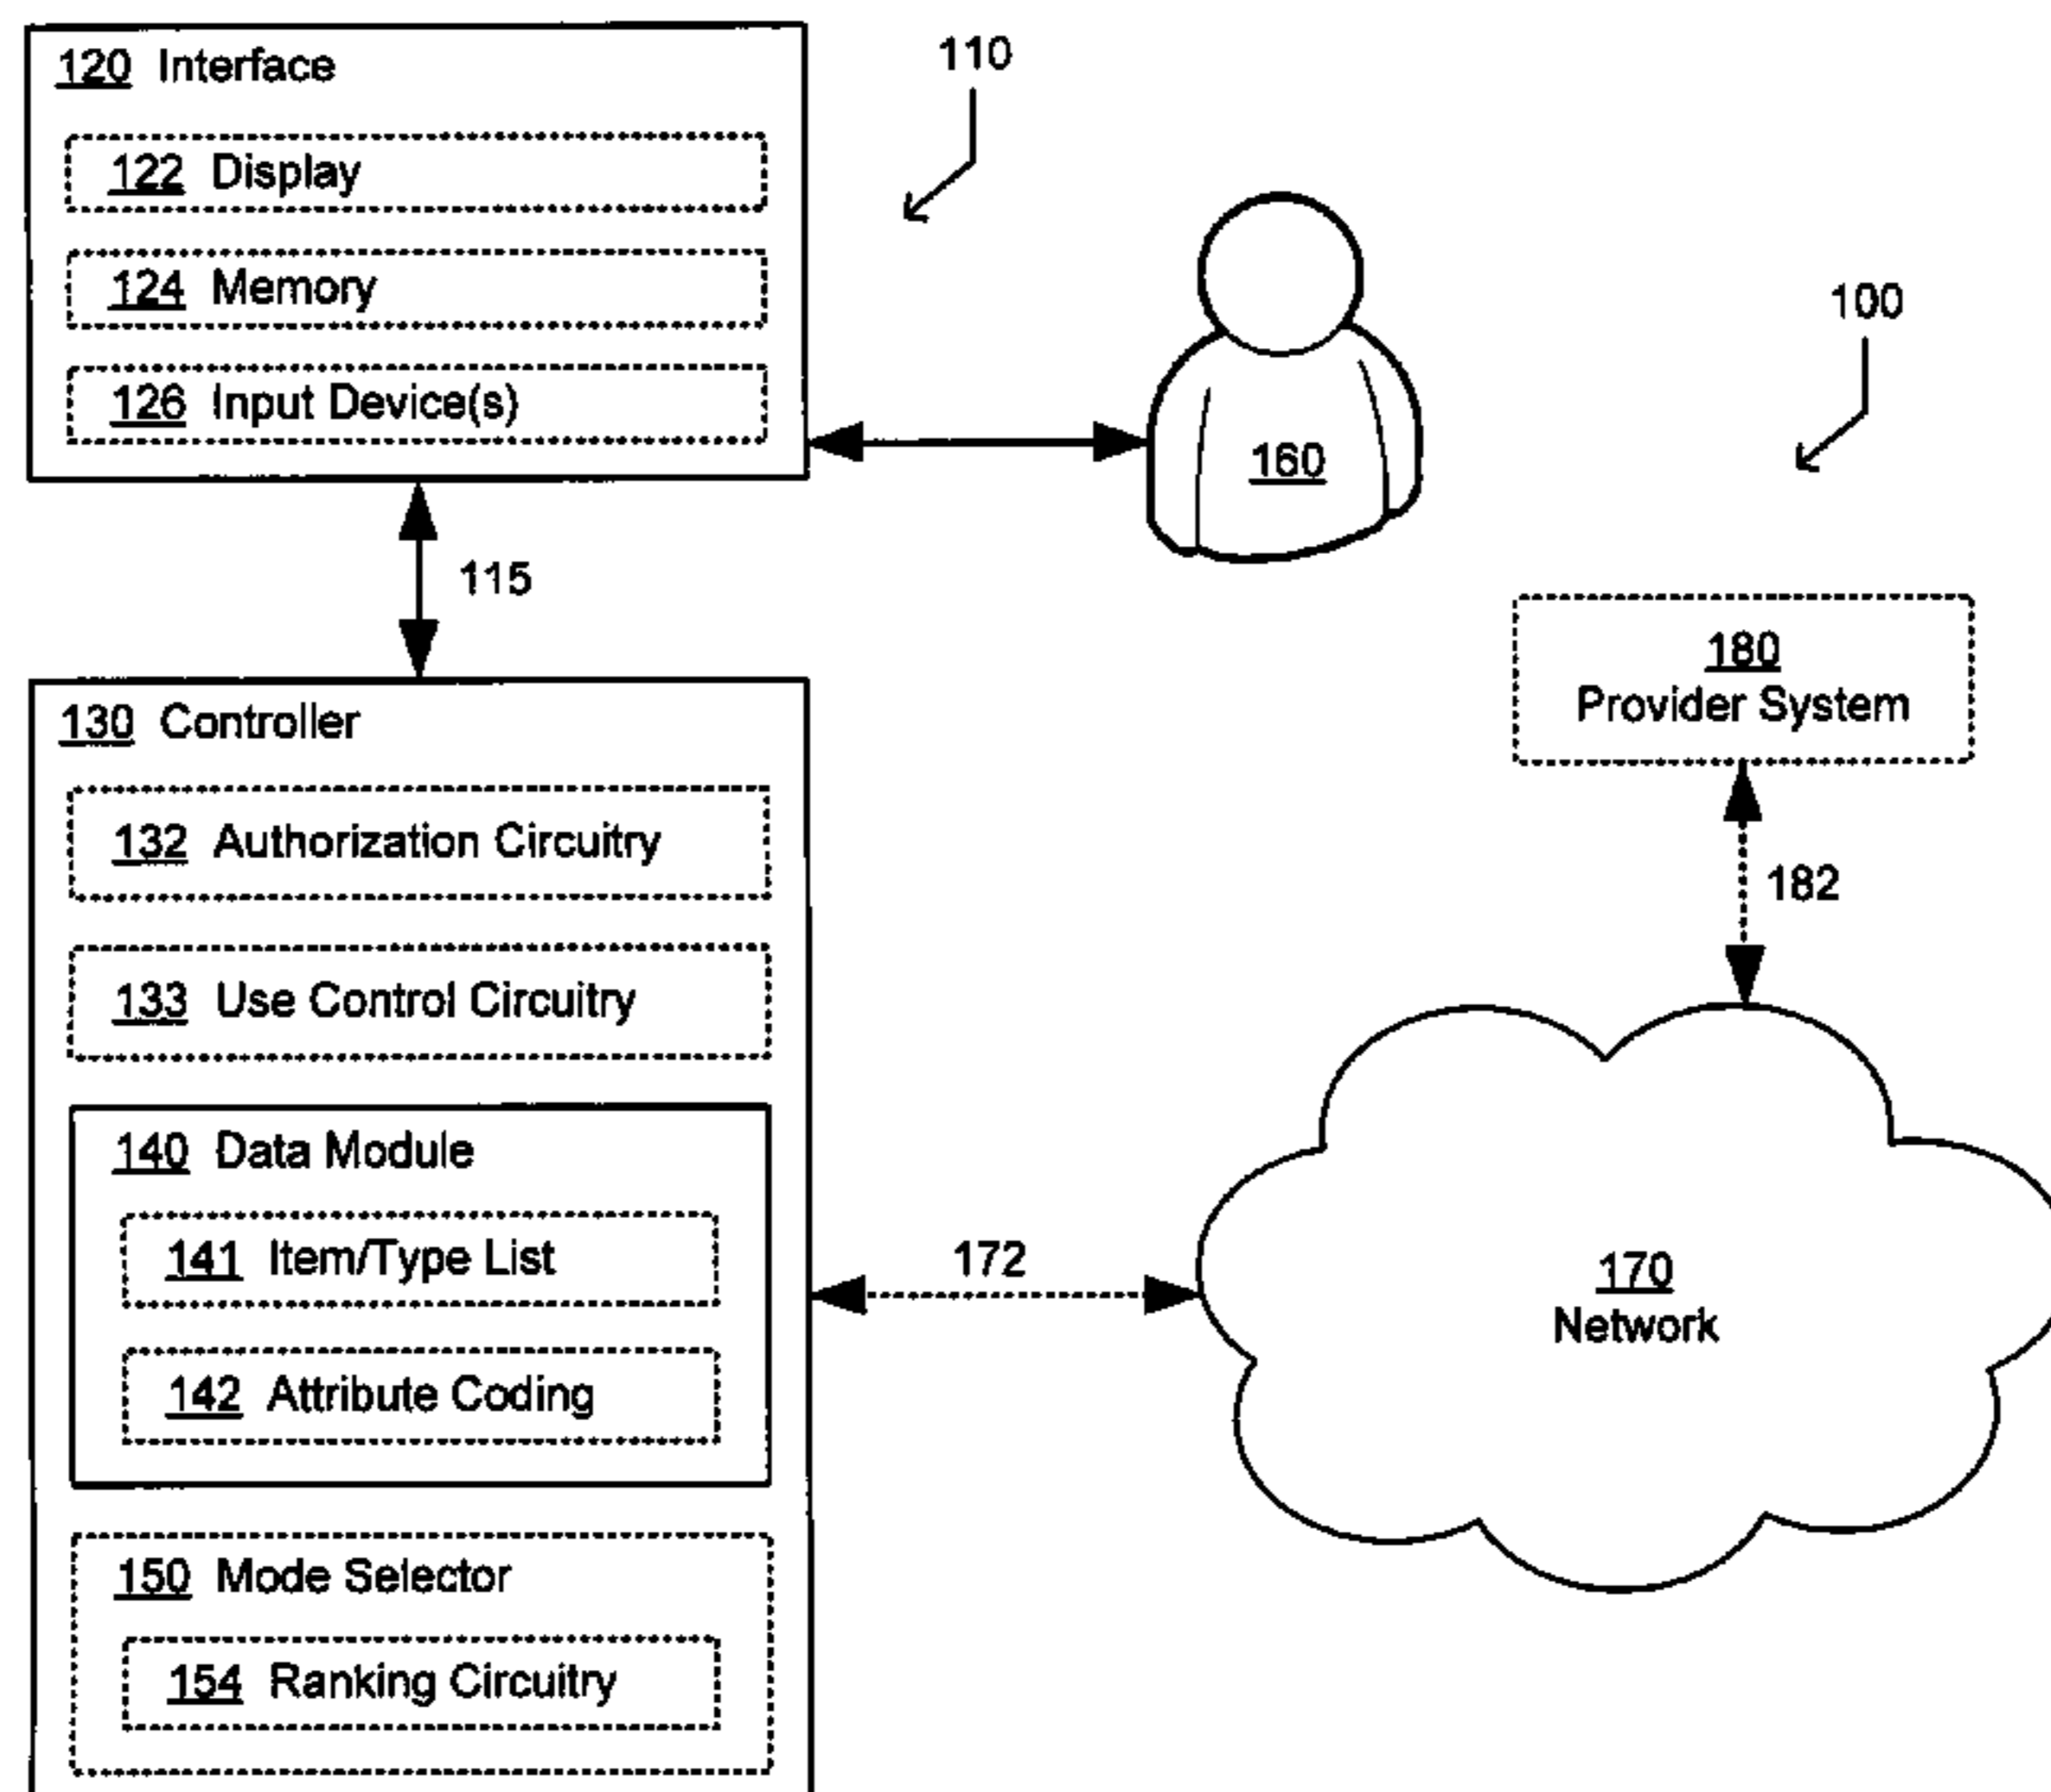 120 Interface
122 Display
124 Memory
126 Input Device(s)
110
160
100
115
130 Controller
132 Authorization Circuitry
133 Use Control Circuitry
140 Data Module
141 Item/Type List
142 Attribute Coding
150 Mode Selector
154 Ranking Circuitry
180
Provider System
182
172
170
Network